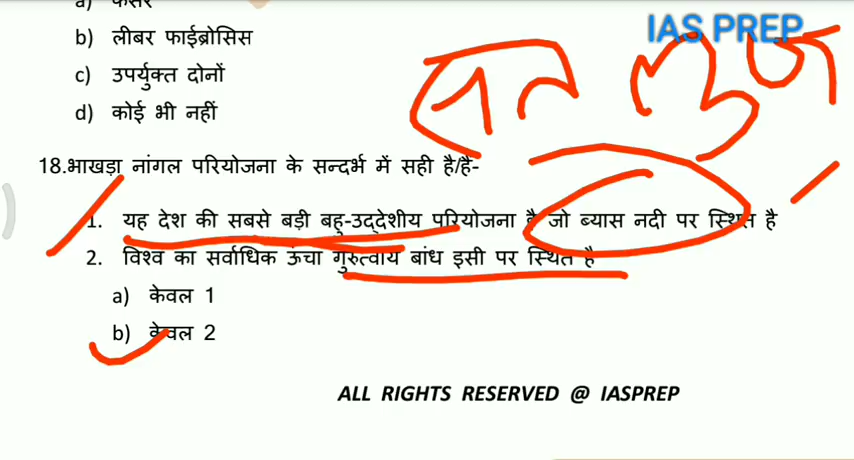 IAS PREP
b) लीबर फाईब्रोसिस
c) उपर्युक्त दोनों
d) कोई भी नहीं
18.भाखड़ा नांगल परियोजना के सन्दर्भ में सही है/है-
1. यह देश की सबसे बड़ी बहु-उद्देशीय परियोजना है जो ब्यास नदी पर स्थित है
2. विश्व का सर्वाधिक ऊंचा गुरुत्वीय बांध इसी पर स्थित है
a) केवल 1
b) केवल 2
ALL RIGHTS RESERVED @ IASPREP